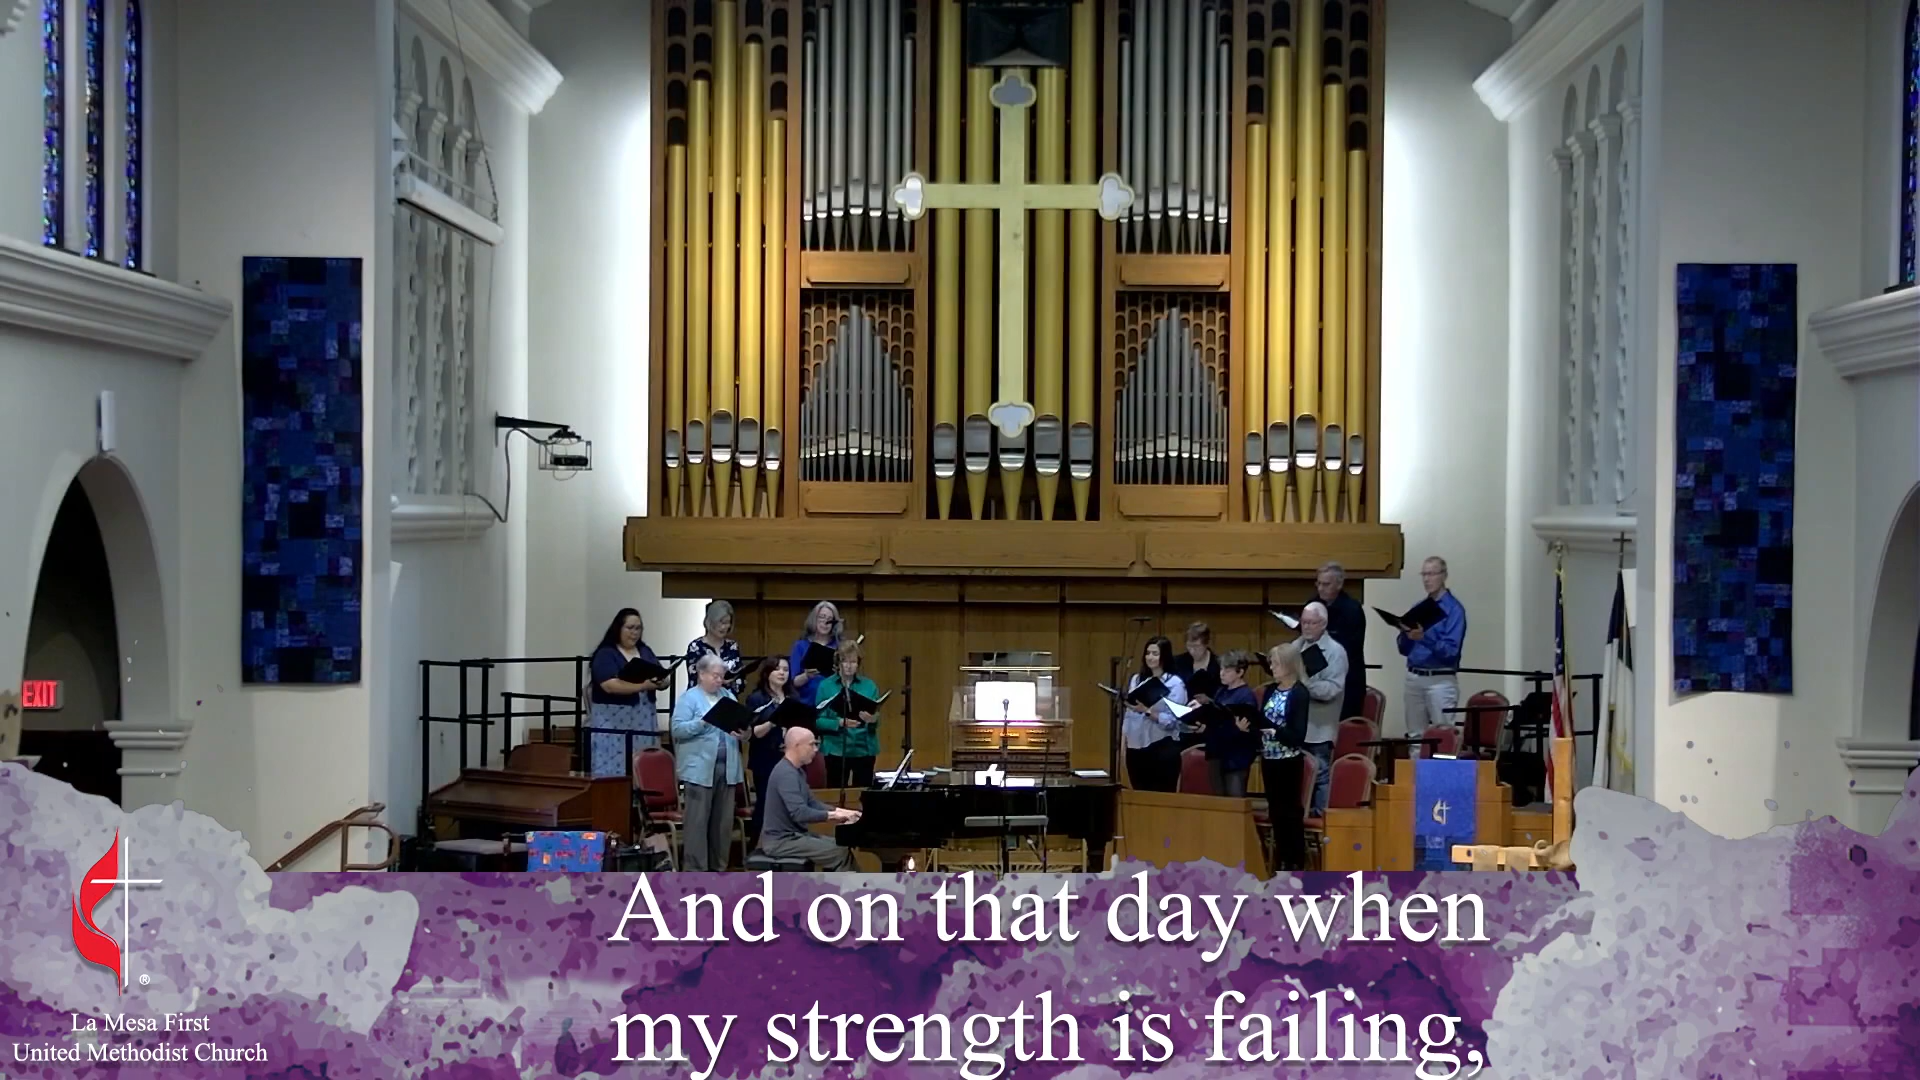 EXIT
And on that day when
my strength is failing,
®
La Mesa First
United Methodist Church